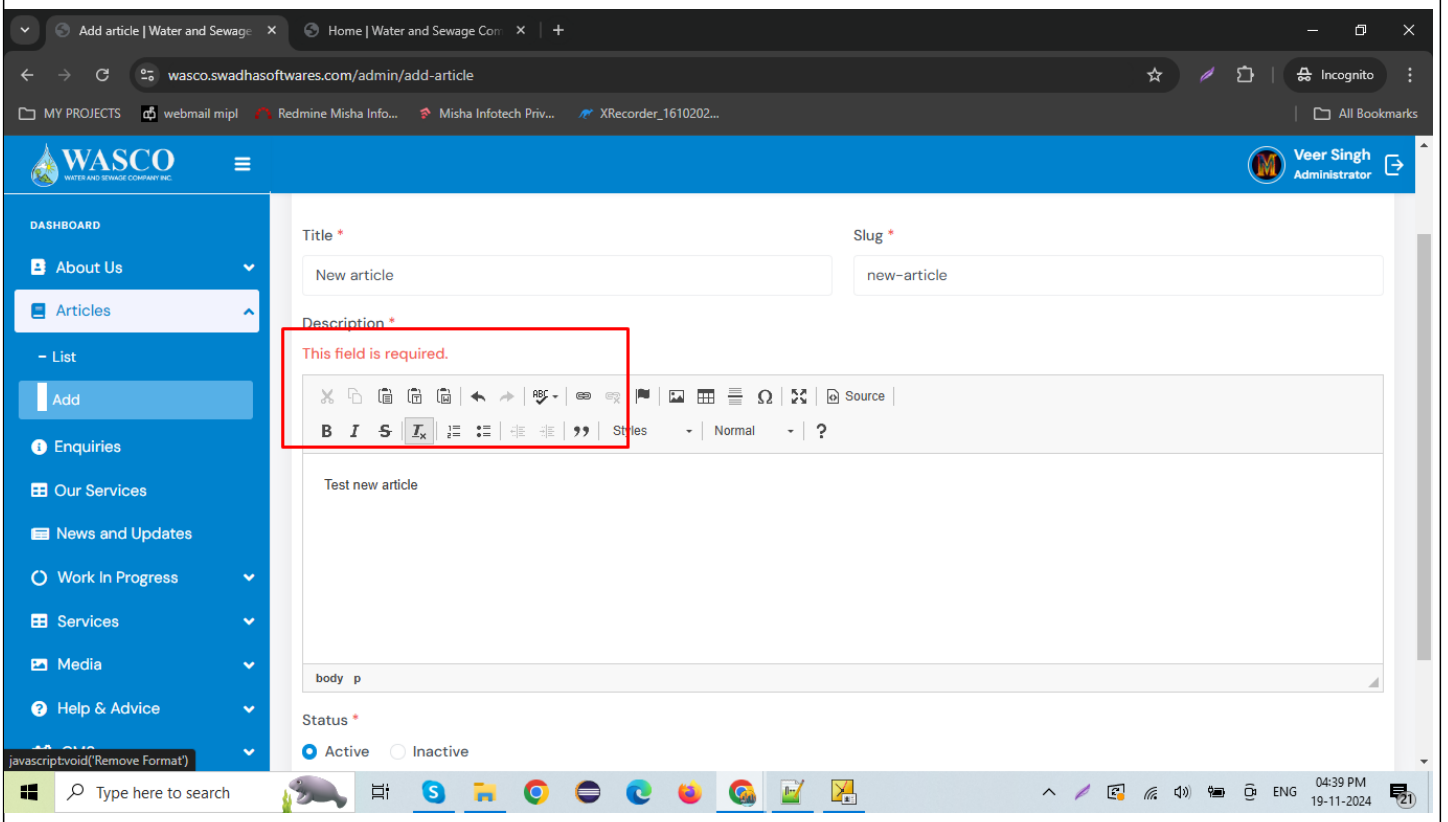 Add article | Water and Sewage
Home | Water and Sewage Com
wasco.swadhasoftwares.com/admin/add-article
Incognito
MY PROJECTS
webmail mipl
Redmine Misha Info...
Misha Infotech Priv...
XRecorder_1610202...
All Bookmarks
WASCO
WATER AND SEWAGE COMPANY INC.
Veer Singh
Administrator
DASHBOARD
About Us
Articles
– List
Add
Enquiries
Our Services
News and Updates
Work In Progress
Services
Media
Help & Advice
javascript:void('Remove Format')
Title *
Slug *
New article
new-article
Description *
This field is required.
ABC
Source
B I S Tx
Styles
Normal
?
Test new article
body p
Status *
Active
Inactive
Type here to search
ENG
04:39 PM
19-11-2024
21